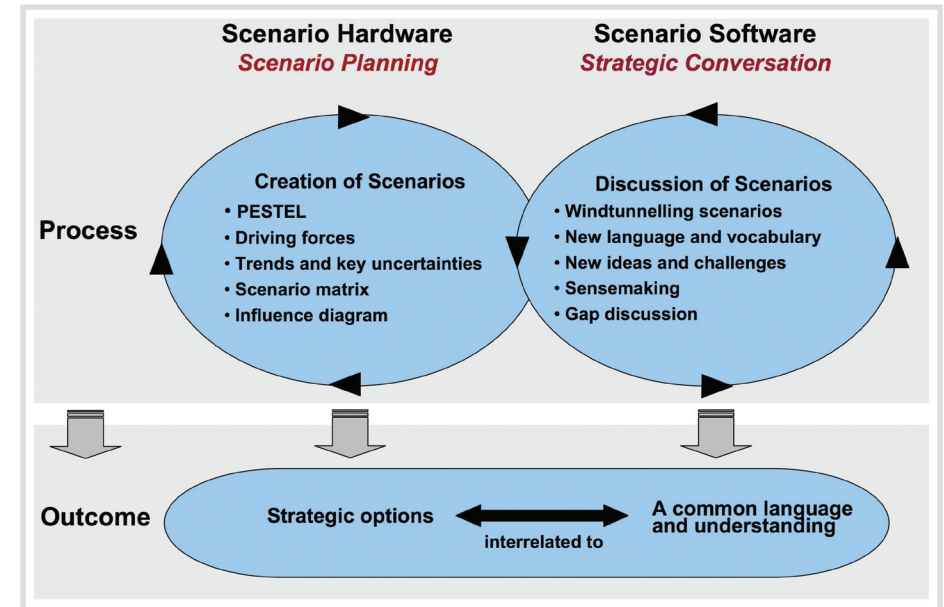 Scenario Hardware
Scenario Planning
Scenario Software
Strategic Conversation
Process
Creation of Scenarios
• PESTEL
• Driving forces
• Trends and key uncertainties
• Scenario matrix
• Influence diagram
Discussion of Scenarios
• Windtunnelling scenarios
• New language and vocabulary
• New ideas and challenges
• Sensemaking
• Gap discussion
Outcome
Strategic options
interrelated to
A common language
and understanding